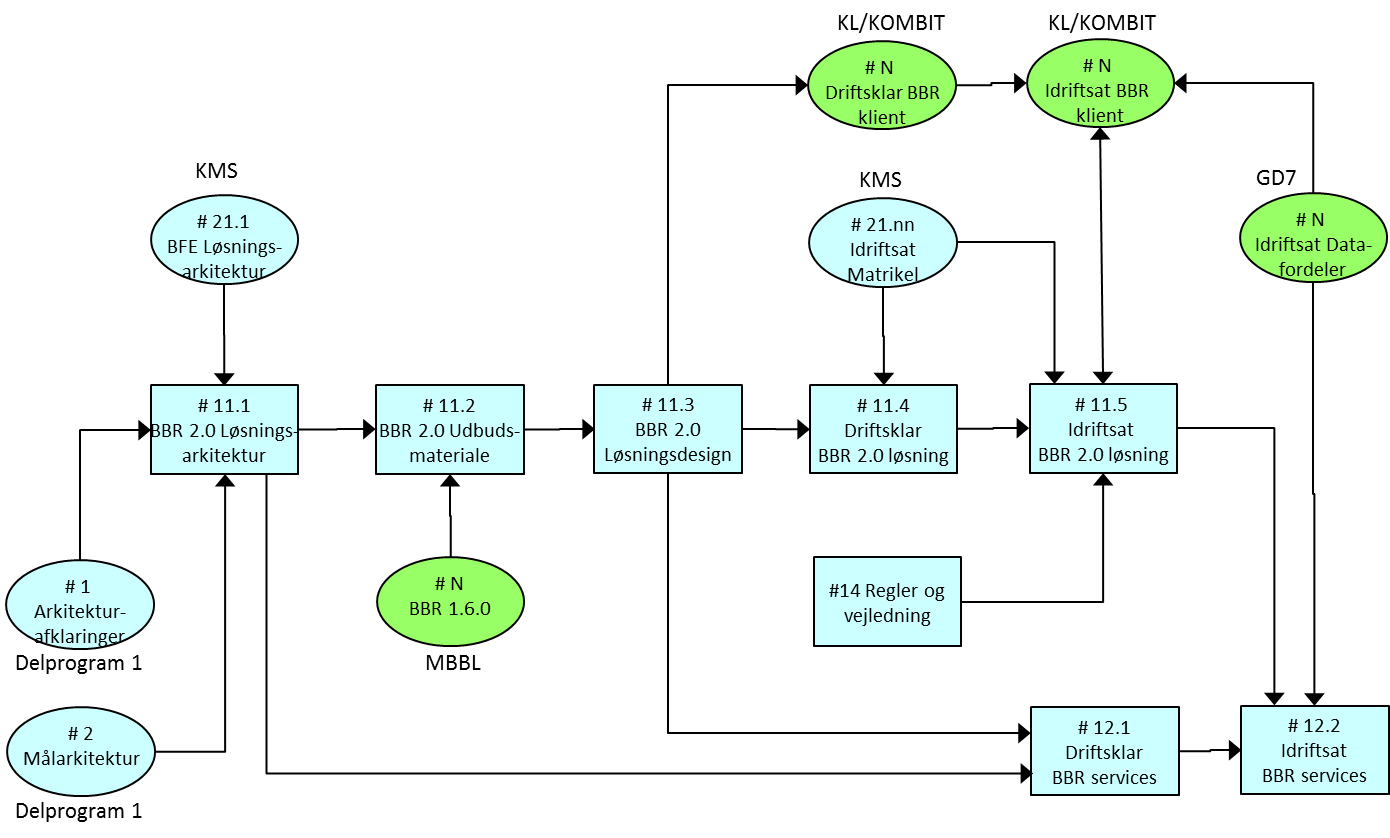 KL/KOMBIT
KL/KOMBIT
# N
Driftsklar BBR
klient
# N
Idriftsat BBR
klient
KMS
# 21.1
BFE Løsnings-
arkitektur
KMS
# 21.nn
Idriftsat
Matrikel
GD7
# N
Idriftsat Data-
fordeler
# 11.1
BBR 2.0 Løsnings-
arkitektur
# 11.2
BBR 2.0 Udbuds-
materiale
# 11.3
BBR 2.0
Løsningsdesign
# 11.4
Driftsklar
BBR 2.0 løsning
# 11.5
Idriftsat
BBR 2.0 løsning
# 1
Arkitektur-
afklaringer
Delprogram 1
# N
BBR 1.6.0
MBBL
#14 Regler og
vejledning
# 2
Målarkitektur
Delprogram 1
# 12.1
Driftsklar
BBR services
# 12.2
Idriftsat
BBR services